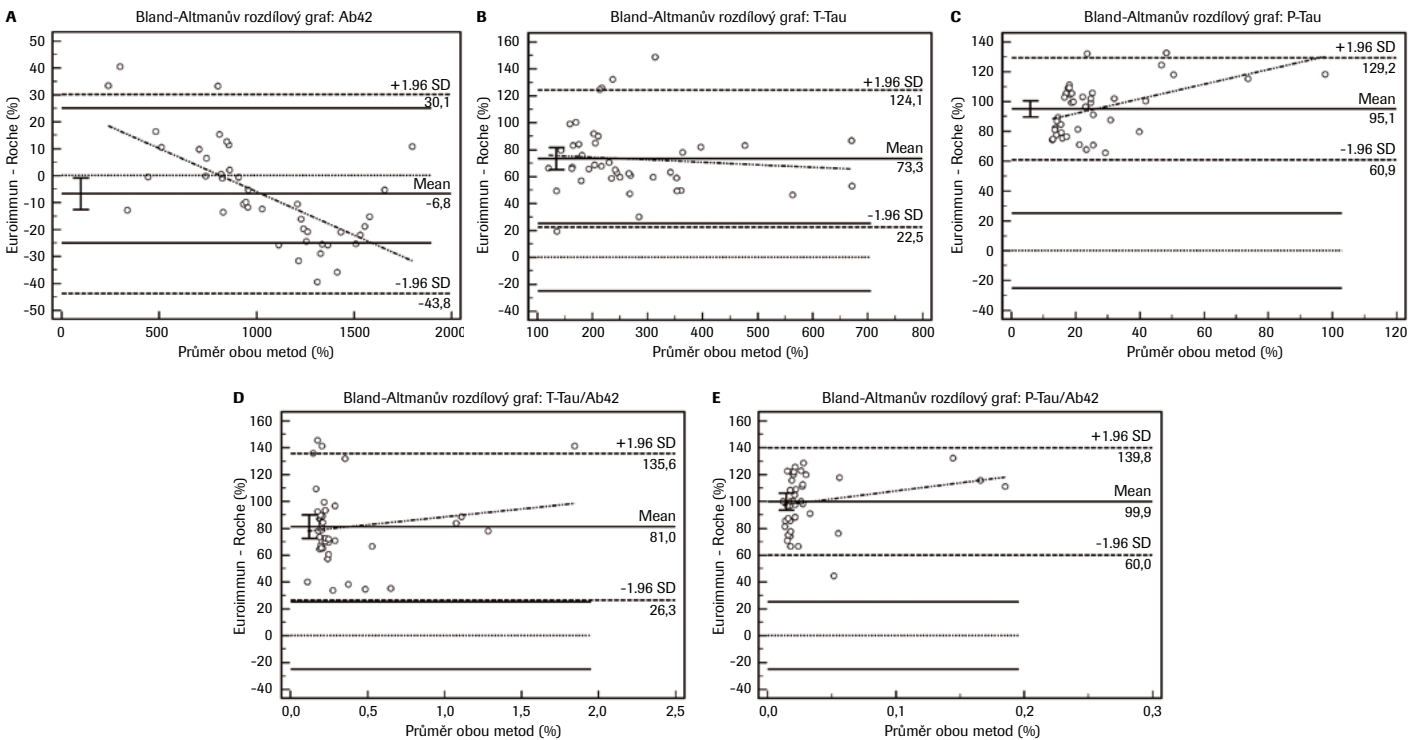 A Bland-Altmanův rozdílový graf: Ab42
Euroimmun - Roche (%)
50
40
30
20
10
0
-10
-20
-30
-40
-50
+1.96 SD
30,1
Mean
-6,8
-1.96 SD
-43,8
0 500 1000 1500 2000
Průměr obou metod (%)
B Bland-Altmanův rozdílový graf: T-Tau
Euroimmun - Roche (%)
160
140
120
100
80
60
40
20
0
-20
-40
+1.96 SD
124,1
Mean
73,3
-1.96 SD
22,5
100 200 300 400 500 600 700 800
Průměr obou metod (%)
C Bland-Altmanův rozdílový graf: P-Tau
Euroimmun - Roche (%)
140
120
100
80
60
40
20
0
-20
-40
+1.96 SD
129,2
Mean
95,1
-1.96 SD
60,9
0 20 40 60 80 100 120
Průměr obou metod (%)
D Bland-Altmanův rozdílový graf: T-Tau/Ab42
Euroimmun - Roche (%)
160
140
120
100
80
60
40
20
0
-20
-40
+1.96 SD
135,6
Mean
81,0
-1.96 SD
26,3
0,0 0,5 1,0 1,5 2,0 2,5
Průměr obou metod (%)
E Bland-Altmanův rozdílový graf: P-Tau/Ab42
Euroimmun - Roche (%)
160
140
120
100
80
60
40
20
0
-20
-40
+1.96 SD
139,8
Mean
99,9
-1.96 SD
60,0
0,0 0,1 0,2 0,3
Průměr obou metod (%)